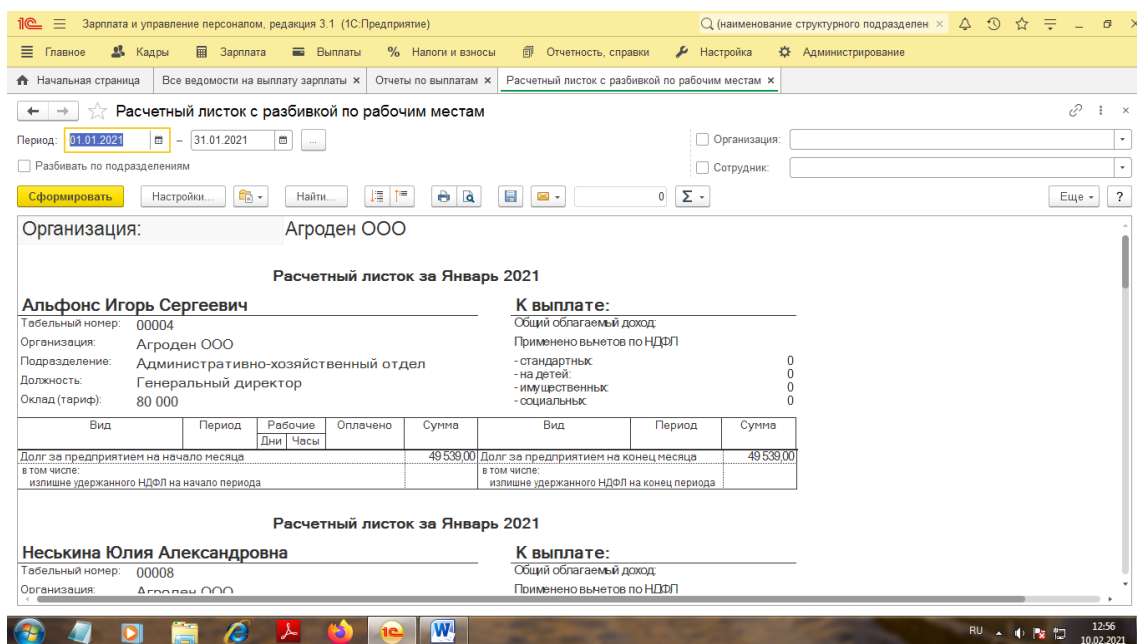 Зарплата и управление персоналом, редакция 3.1 (1С:Предприятие) (наименование структурного подразделен
Главное Кадры Зарплата Выплаты % Налоги и взносы Отчетность, справки Настройка Администрирование
Начальная страница Все ведомости на выплату зарплаты × Отчеты по выплатам × Расчетный листок с разбивкой по рабочим местам ×
Расчетный листок с разбивкой по рабочим местам
Период: 01.01.2021 – 31.01.2021 ... Организация:
Разбивать по подразделениям Сотрудник:
Сформировать Настройки... Найти... 0 Σ Еще ?
Организация: Агроден ООО
Расчетный листок за Январь 2021
Альфонс Игорь Сергеевич К выплате:
Табельный номер: 00004 Общий облагаемый доход:
Организация: Агроден ООО Применено вычетов по НДФЛ
Подразделение: Административно-хозяйственный отдел - стандартных: 0
- на детей: 0
Должность: Генеральный директор - имущественных: 0
Оклад (тариф): 80 000 - социальных: 0
Вид Период Рабочие Оплачено Сумма Вид Период Сумма
Дни Часы
Долг за предприятием на начало месяца 49 539,00 Долг за предприятием на конец месяца 49 539,00
в том числе: в том числе:
излишне удержанного НДФЛ на начало периода излишне удержанного НДФЛ на конец периода
Расчетный листок за Январь 2021
Неськина Юлия Александровна К выплате:
Табельный номер: 00008 Общий облагаемый доход:
Организация: Агроден ООО Применено вычетов по НДФЛ
RU 12:56
10.02.2021